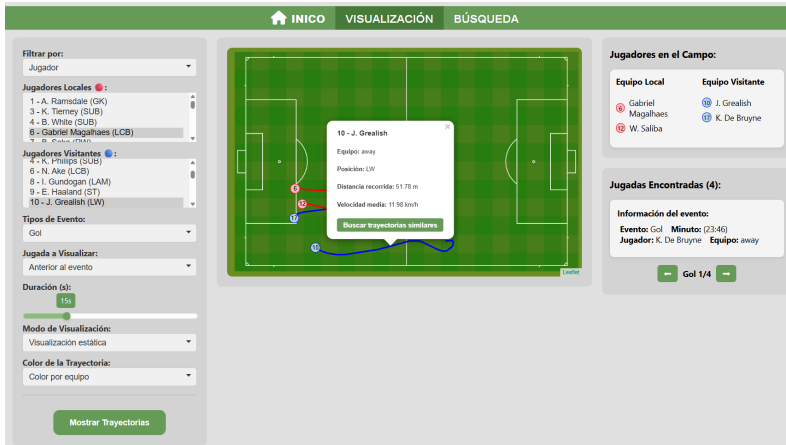 INICO VISUALIZACIÓN BÚSQUEDA
Filtrar por:
Jugador
Jugadores Locales :
1 - A. Ramsdale (GK)
3 - K. Tierney (SUB)
4 - B. White (SUB)
6 - Gabriel Magalhaes (LCB)
7 - B. Saka (RW)
Jugadores Visitantes :
4 - K. Phillips (SUB)
6 - N. Ake (LCB)
8 - I. Gundogan (LAM)
9 - E. Haaland (ST)
10 - J. Grealish (LW)
Tipos de Evento:
Gol
Jugada a Visualizar:
Anterior al evento
Duración (s):
15s
Modo de Visualización:
Visualización estática
Color de la Trayectoria:
Color por equipo
Mostrar Trayectorias
10 - J. Grealish
×
Equipo: away
Posición: LW
Distancia recorrida: 51.78 m
Velocidad media: 11.98 km/h
Buscar trayectorias similares
6
12
17
10
Leaflet
Jugadores en el Campo:
Equipo Local
6 Gabriel
Magalhaes
12 W. Saliba
Equipo Visitante
10 J. Grealish
17 K. De Bruyne
Jugadas Encontradas (4):
Información del evento:
Evento: Gol Minuto: (23:46)
Jugador: K. De Bruyne Equipo: away
← Gol 1/4 →